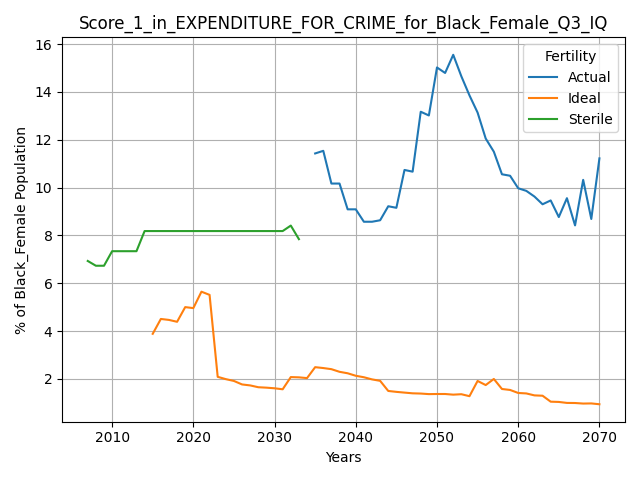 Score_1_in_EXPENDITURE_FOR_CRIME_for_Black_Female_Q3_IQ
Fertility
Actual
Ideal
Sterile
% of Black_Female Population
16
14
12
10
8
6
4
2
2010 2020 2030 2040 2050 2060 2070
Years